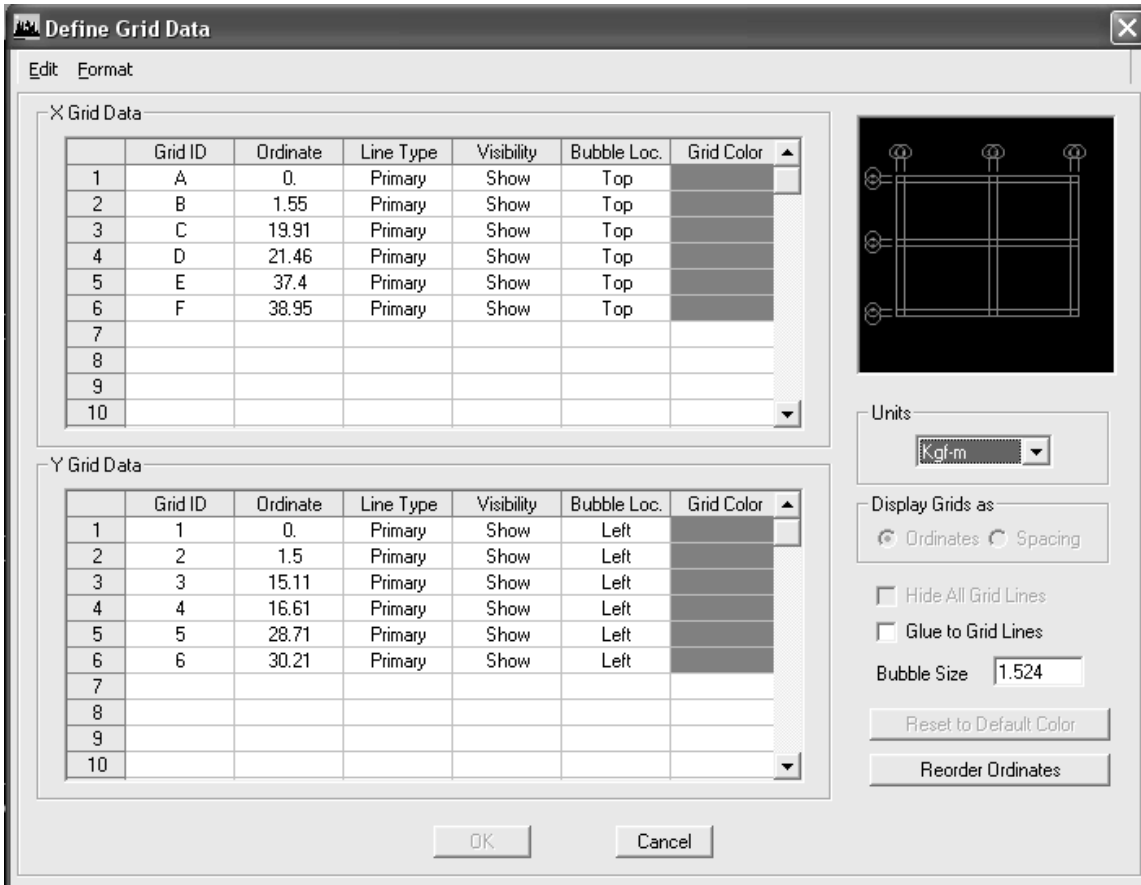 Define Grid Data
Edit Format
X Grid Data
Grid ID Ordinate Line Type Visibility Bubble Loc. Grid Color
1 A 0. Primary Show Top
2 B 1.55 Primary Show Top
3 C 19.91 Primary Show Top
4 D 21.46 Primary Show Top
5 E 37.4 Primary Show Top
6 F 38.95 Primary Show Top
7
8
9
10
Y Grid Data
Grid ID Ordinate Line Type Visibility Bubble Loc. Grid Color
1 1 0. Primary Show Left
2 2 1.5 Primary Show Left
3 3 15.11 Primary Show Left
4 4 16.61 Primary Show Left
5 5 28.71 Primary Show Left
6 6 30.21 Primary Show Left
7
8
9
10
Units
Kgf-m
Display Grids as
Ordinates Spacing
Hide All Grid Lines
Glue to Grid Lines
Bubble Size 1.524
Reset to Default Color
Reorder Ordinates
OK Cancel